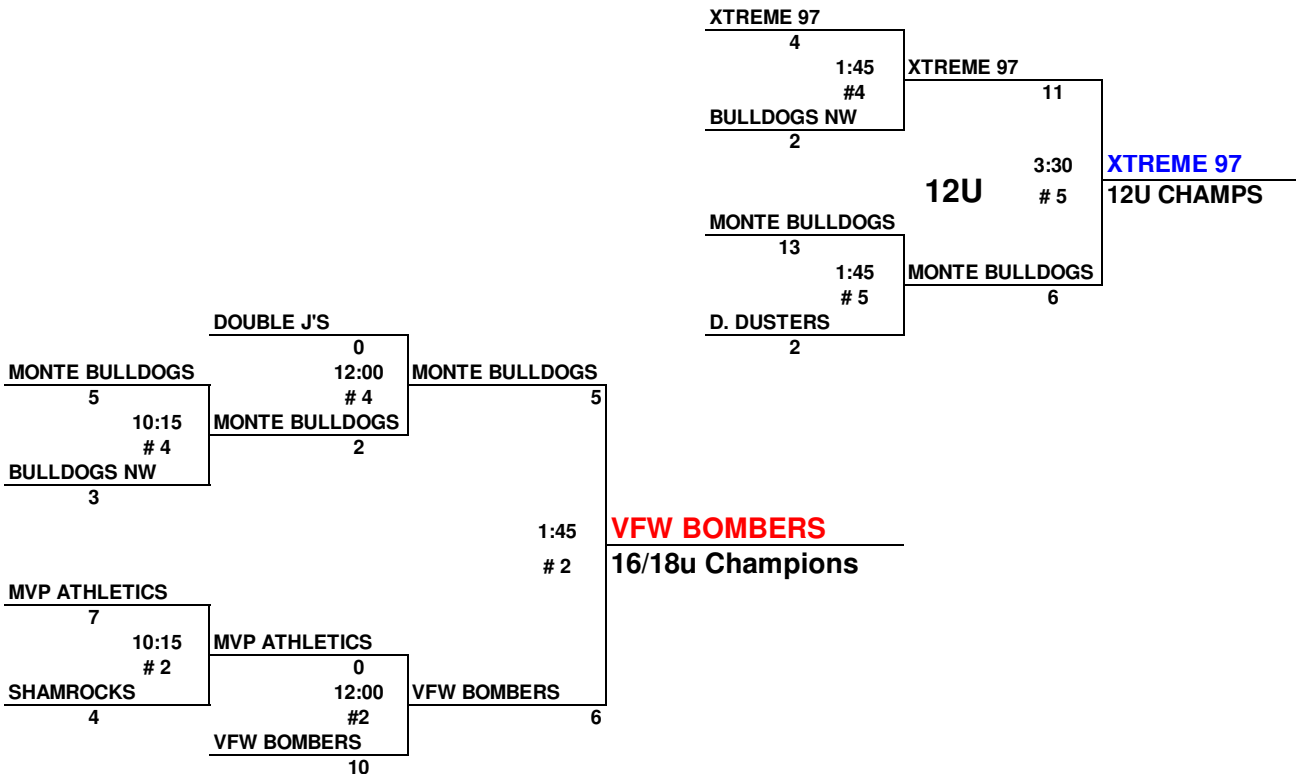 XTREME 97
4
1:45
XTREME 97
#4
11
BULLDOGS NW
2
3:30
XTREME 97
12U
# 5
12U CHAMPS
MONTE BULLDOGS
13
1:45
MONTE BULLDOGS
# 5
6
D. DUSTERS
2
DOUBLE J'S
0
MONTE BULLDOGS
12:00
MONTE BULLDOGS
5
# 4
5
10:15
MONTE BULLDOGS
# 4
2
BULLDOGS NW
3
1:45
VFW BOMBERS
# 2
16/18u Champions
MVP ATHLETICS
7
10:15
MVP ATHLETICS
# 2
0
SHAMROCKS
12:00
VFW BOMBERS
4
#2
6
VFW BOMBERS
10